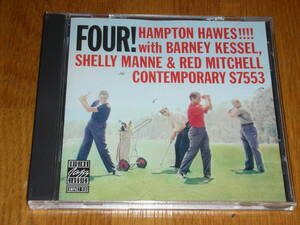 FOUR! HAMPTON HAWES!!!!
with BARNEY KESSEL,
SHELLY MANNE & RED MITCHELL
CONTEMPORARY S7553